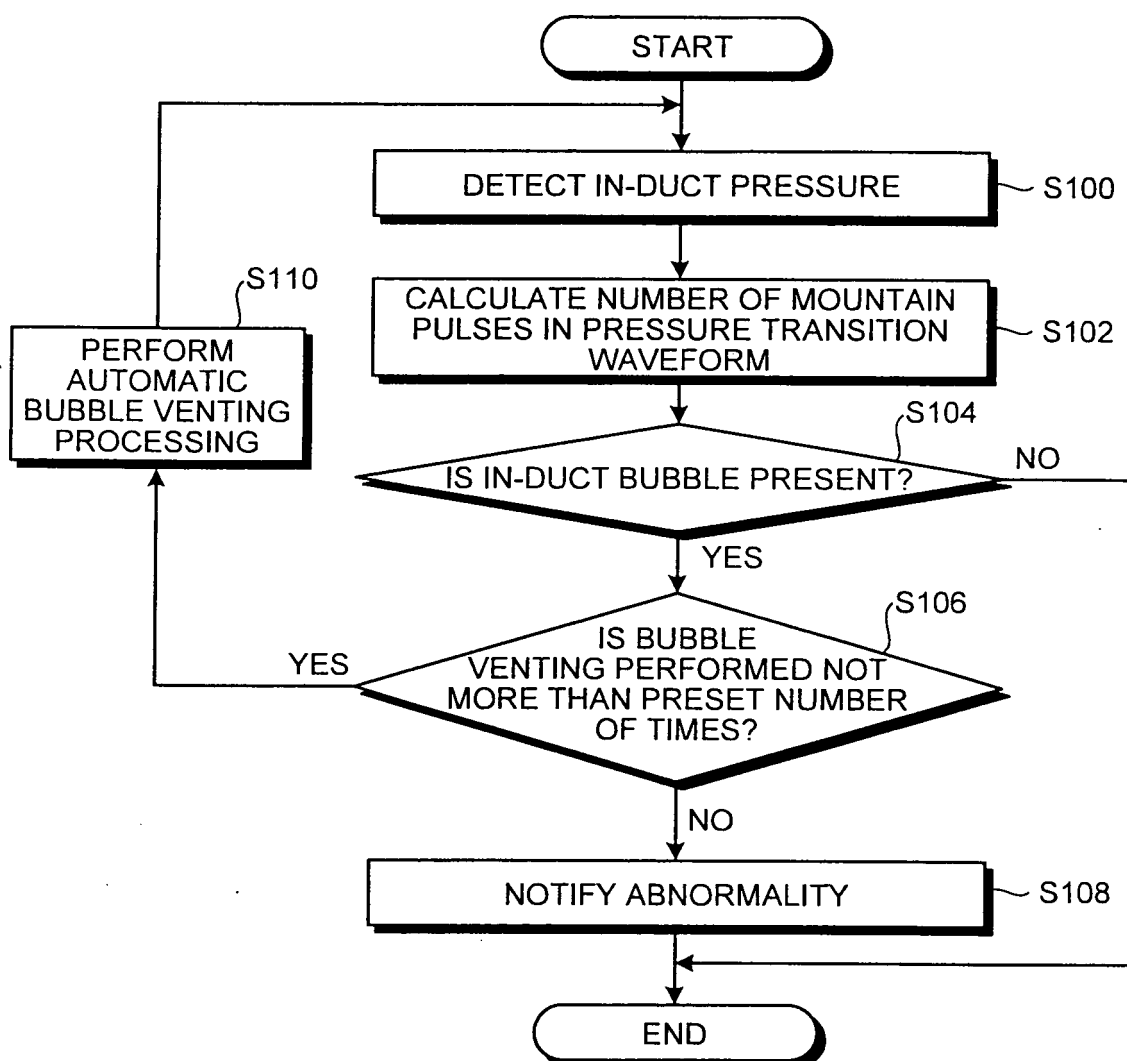 START
DETECT IN-DUCT PRESSURE
S100
CALCULATE NUMBER OF MOUNTAIN
PULSES IN PRESSURE TRANSITION
WAVEFORM
S102
S110
PERFORM
AUTOMATIC
BUBBLE VENTING
PROCESSING
S104
IS IN-DUCT BUBBLE PRESENT?
NO
YES
S106
IS BUBBLE
VENTING PERFORMED NOT
MORE THAN PRESET NUMBER
OF TIMES?
YES
NO
NOTIFY ABNORMALITY
S108
END